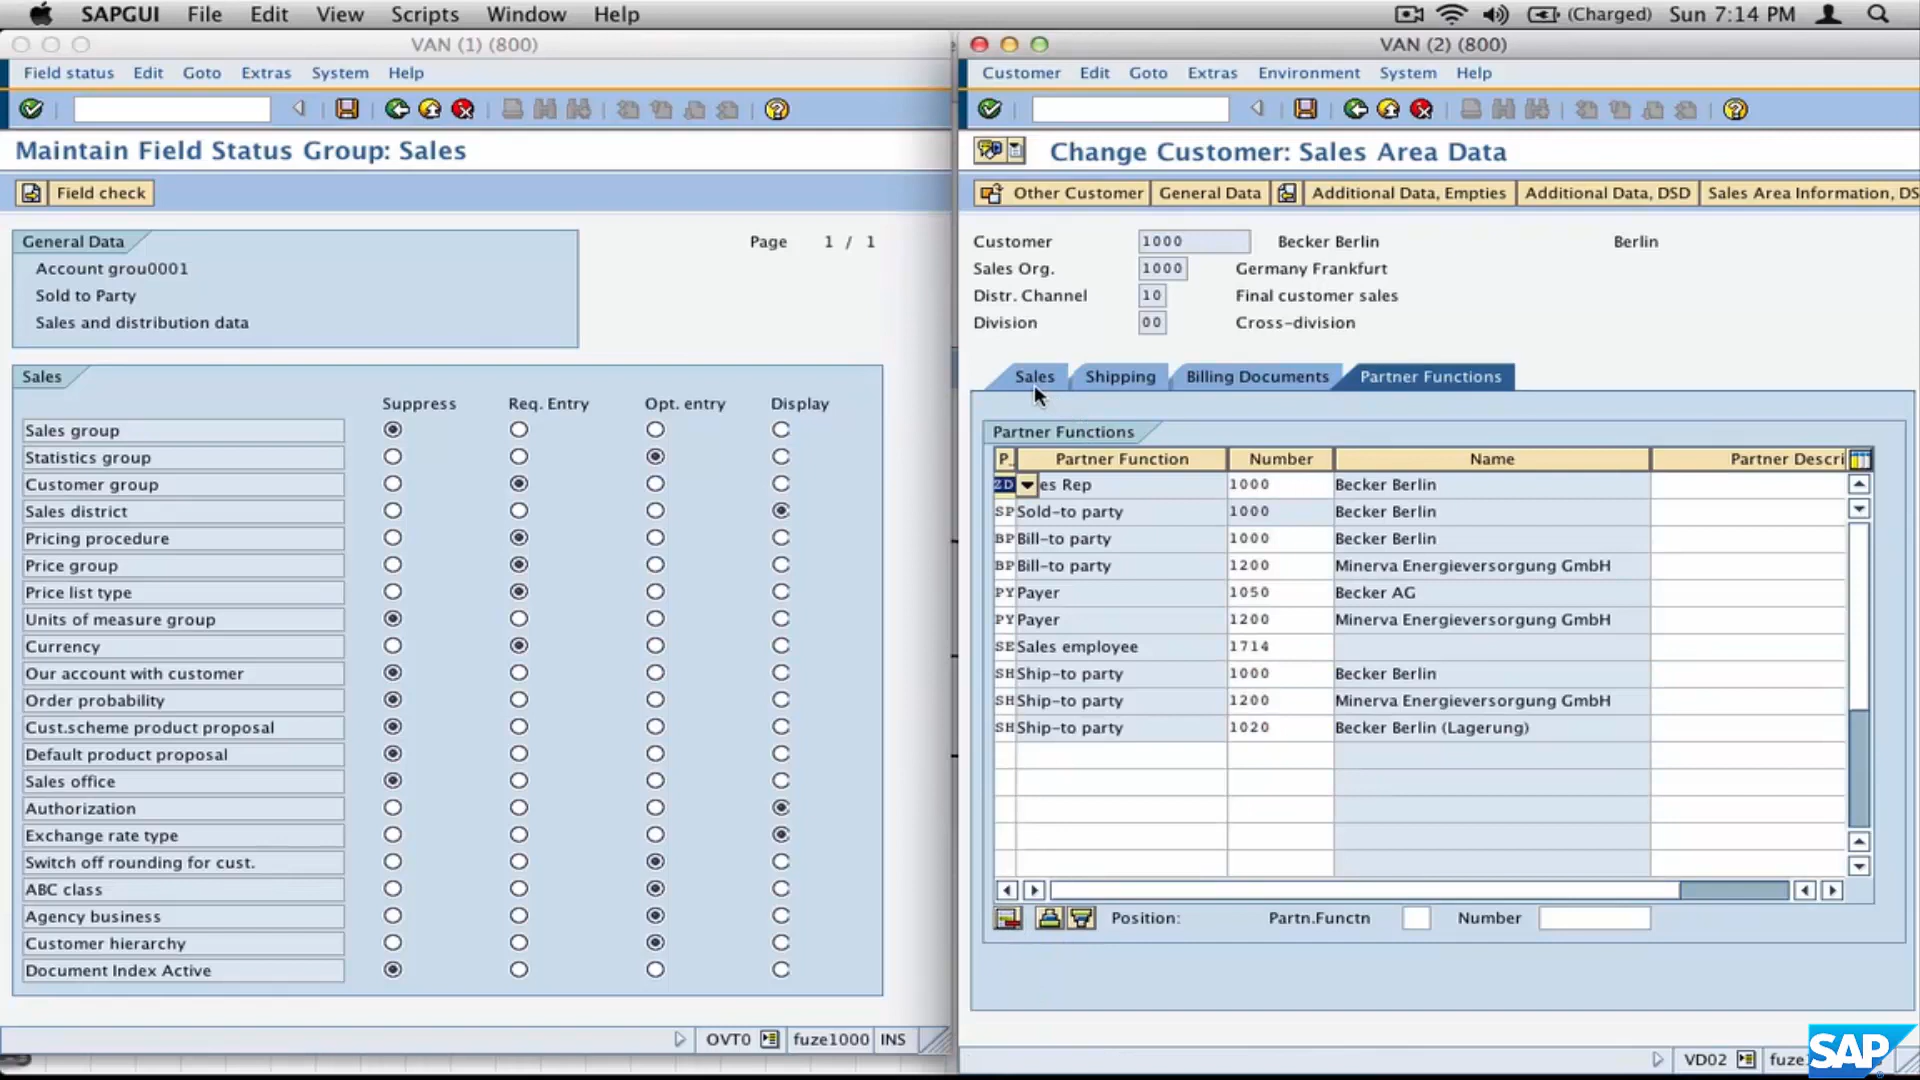 SAPGUI File Edit View Scripts Window Help (Charged) Sun 7:14 PM
VAN (1) (800)
Field status Edit Goto Extras System Help
Maintain Field Status Group: Sales
Field check
General Data
Page 1 / 1
Account grou0001
Sold to Party
Sales and distribution data
Sales
Suppress Req. Entry Opt. entry Display
Sales group
Statistics group
Customer group
Sales district
Pricing procedure
Price group
Price list type
Units of measure group
Currency
Our account with customer
Order probability
Cust.scheme product proposal
Default product proposal
Sales office
Authorization
Exchange rate type
Switch off rounding for cust.
ABC class
Agency business
Customer hierarchy
Document Index Active
OVT0 fuze1000 INS
VAN (2) (800)
Customer Edit Goto Extras Environment System Help
Change Customer: Sales Area Data
Other Customer General Data Additional Data, Empties Additional Data, DSD Sales Area Information, DS
Customer 1000 Becker Berlin Berlin
Sales Org. 1000 Germany Frankfurt
Distr. Channel 10 Final customer sales
Division 00 Cross-division
Sales Shipping Billing Documents Partner Functions
Partner Functions
P.. Partner Function Number Name Partner Descri
ZD es Rep 1000 Becker Berlin
SP Sold-to party 1000 Becker Berlin
BP Bill-to party 1000 Becker Berlin
BP Bill-to party 1200 Minerva Energieversorgung GmbH
PY Payer 1050 Becker AG
PY Payer 1200 Minerva Energieversorgung GmbH
SE Sales employee 1714
SH Ship-to party 1000 Becker Berlin
SH Ship-to party 1200 Minerva Energieversorgung GmbH
SH Ship-to party 1020 Becker Berlin (Lagerung)
Position: Partn.Functn Number
VD02 fuze
SAP